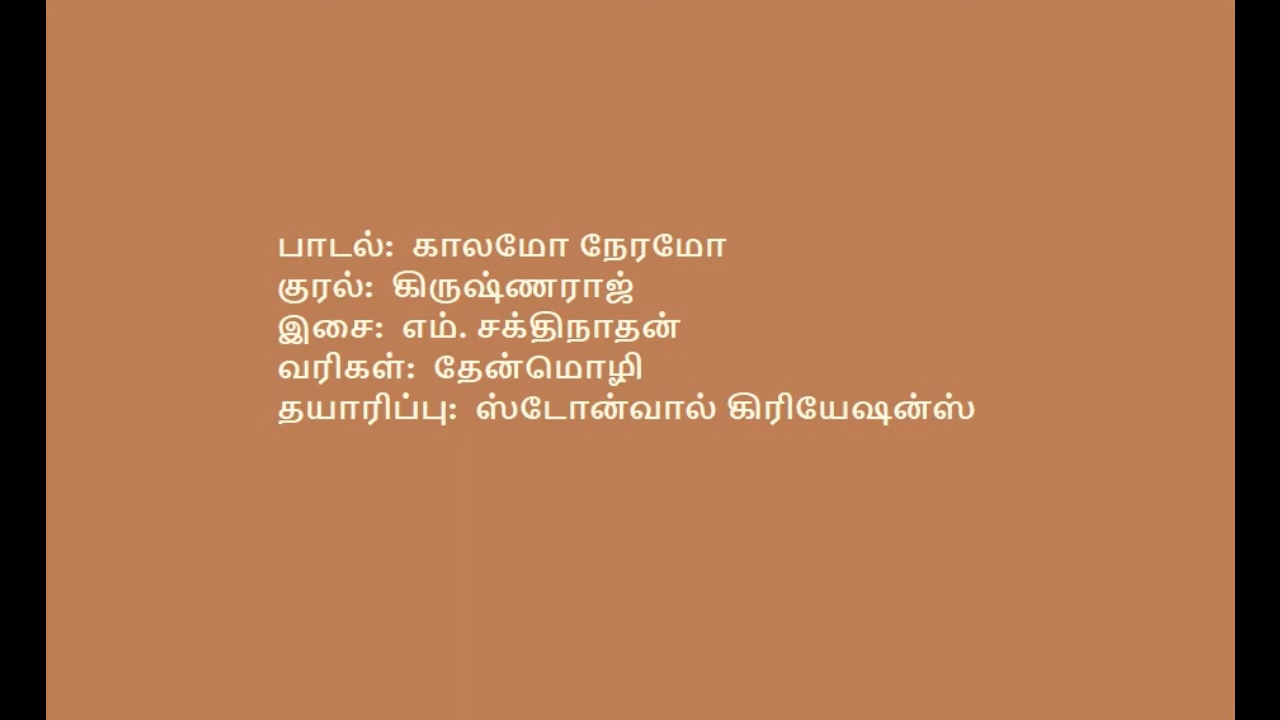 பாடல்: காலமோ நேரமோ
குரல்: கிருஷ்ணராஜ்
இசை: எம். சக்திநாதன்
வரிகள்: தேன்மொழி
தயாரிப்பு: ஸ்டோன்வால் கிரியேஷன்ஸ்